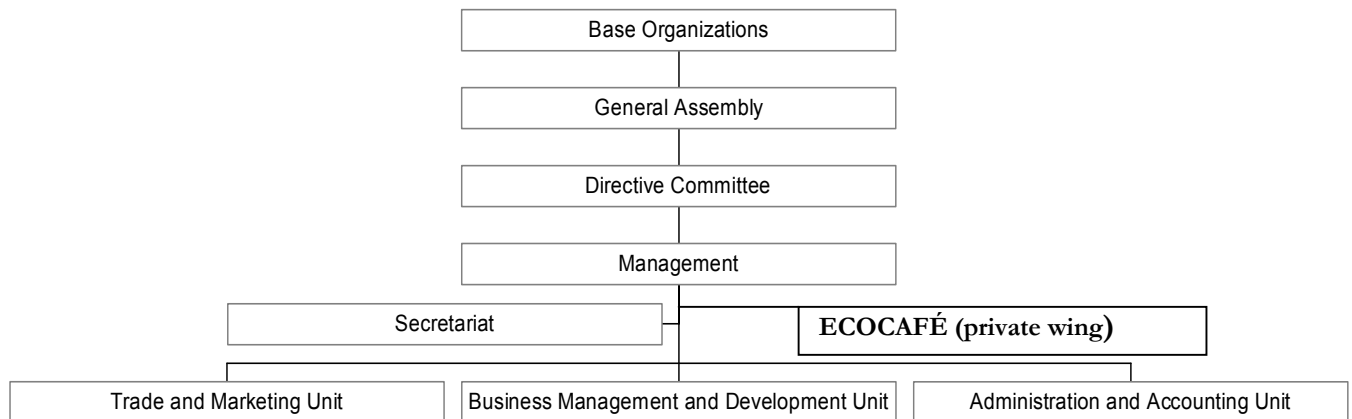 Base Organizations
General Assembly
Directive Committee
Management
Secretariat
ECOCAFÉ (private wing)
Trade and Marketing Unit
Business Management and Development Unit
Administration and Accounting Unit